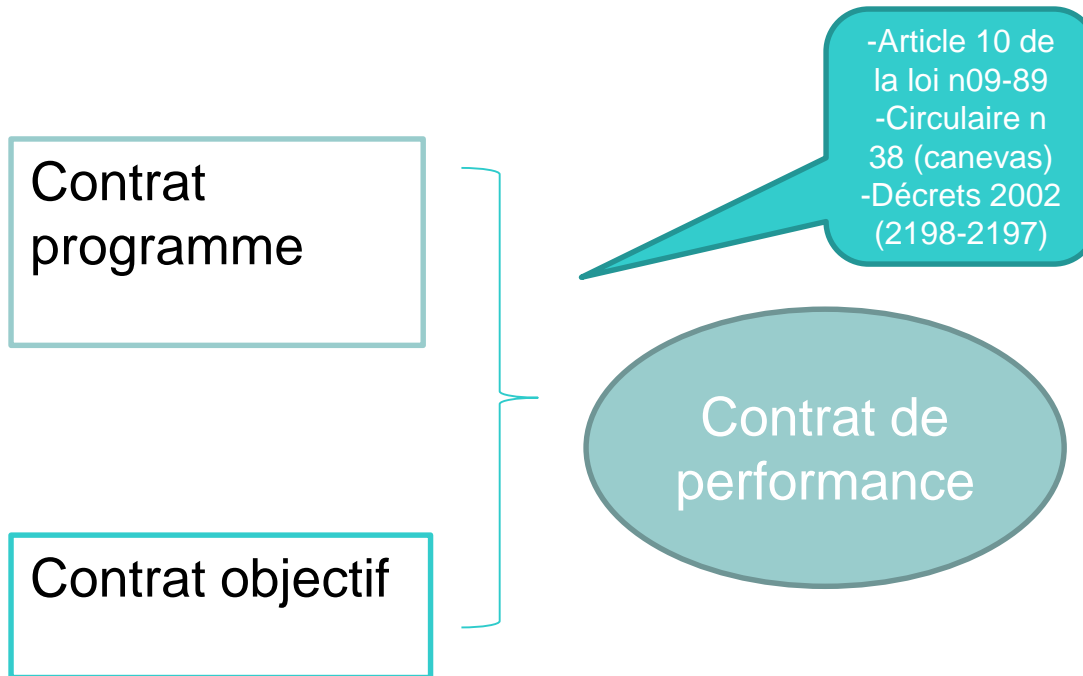 Contrat
programme
-Article 10 de
la loi n09-89
-Circulaire n
38 (canevas)
-Décrets 2002
(2198-2197)
Contrat de
performance
Contrat objectif